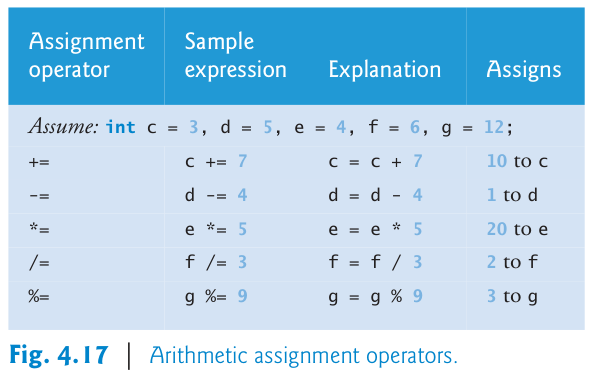 Assignment operator Sample expression Explanation Assigns
Assume: int c = 3, d = 5, e = 4, f = 6, g = 12;
+= c += 7 c = c + 7 10 to c
-= d -= 4 d = d - 4 1 to d
*= e *= 5 e = e * 5 20 to e
/= f /= 3 f = f / 3 2 to f
%= g %= 9 g = g % 9 3 to g
Fig. 4.17 | Arithmetic assignment operators.